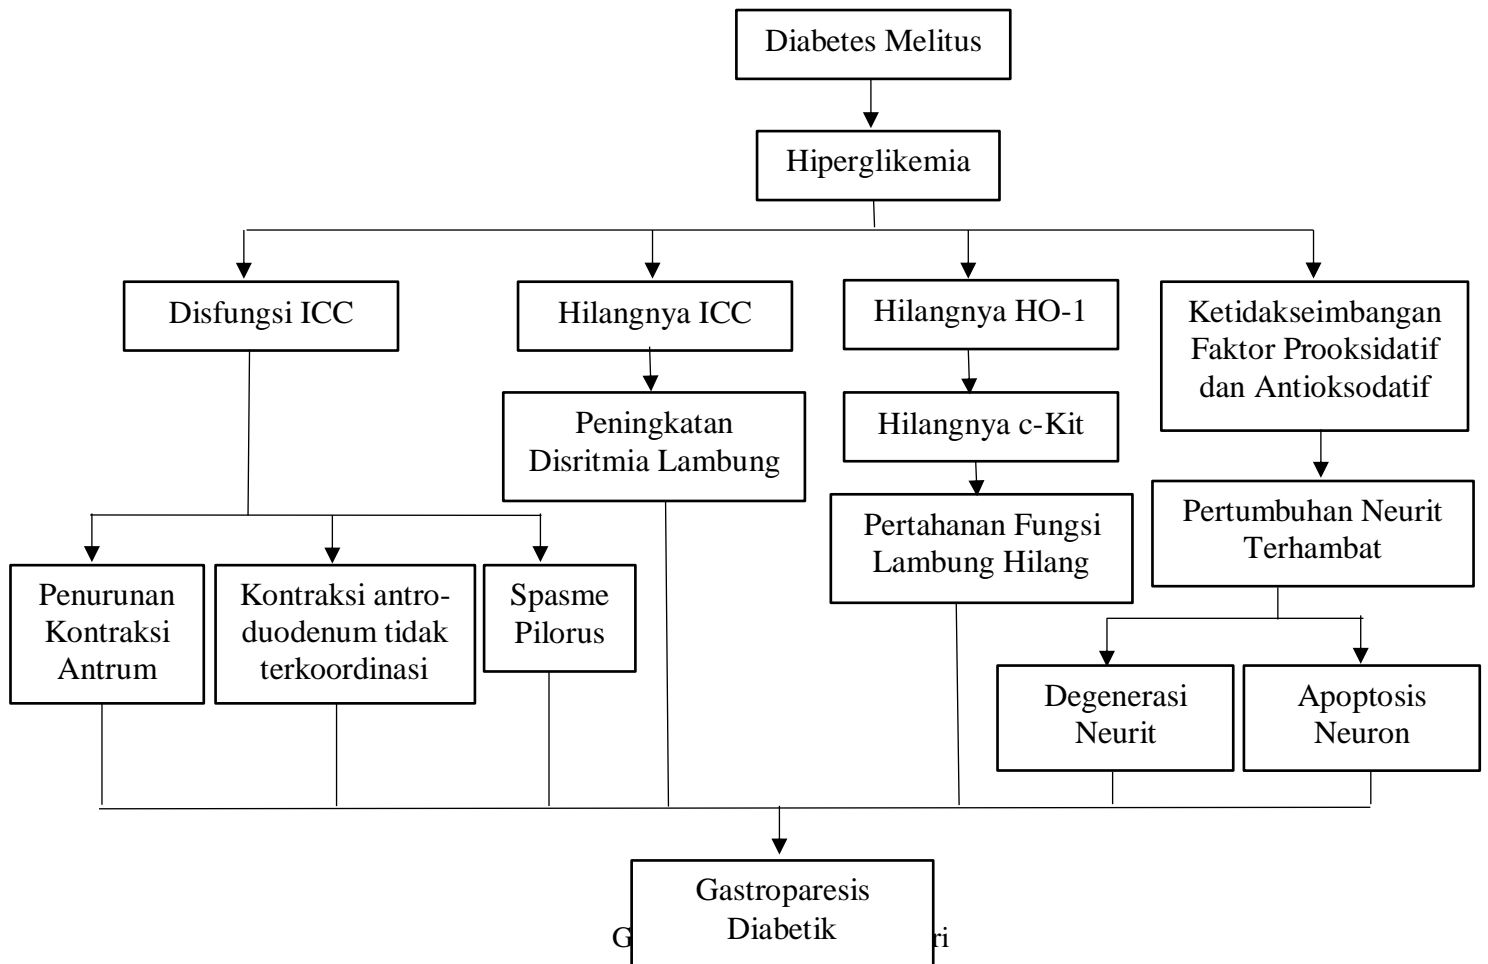 Diabetes Melitus
Hiperglikemia
Disfungsi ICC
Hilangnya ICC
Hilangnya HO-1
Ketidakseimbangan
Faktor Prooksidatif
dan Antioksodatif
Peningkatan
Disritmia Lambung
Hilangnya c-Kit
Pertahanan Fungsi
Lambung Hilang
Pertumbuhan Neurit
Terhambat
Penurunan
Kontraksi
Antrum
Kontraksi antro-
duodenum tidak
terkoordinasi
Spasme
Pilorus
Degenerasi
Neurit
Apoptosis
Neuron
Gastroparesis
Diabetik